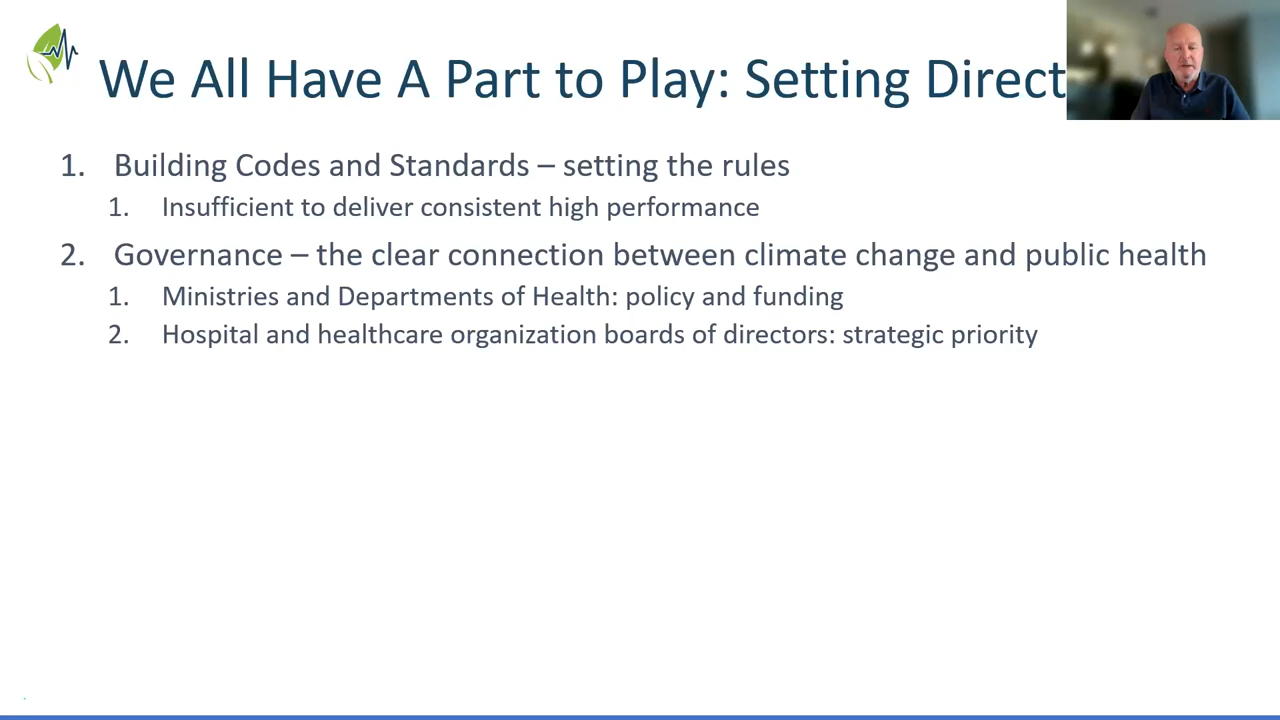 We All Have A Part to Play: Setting Direct
1. Building Codes and Standards – setting the rules
1. Insufficient to deliver consistent high performance
2. Governance – the clear connection between climate change and public health
1. Ministries and Departments of Health: policy and funding
2. Hospital and healthcare organization boards of directors: strategic priority